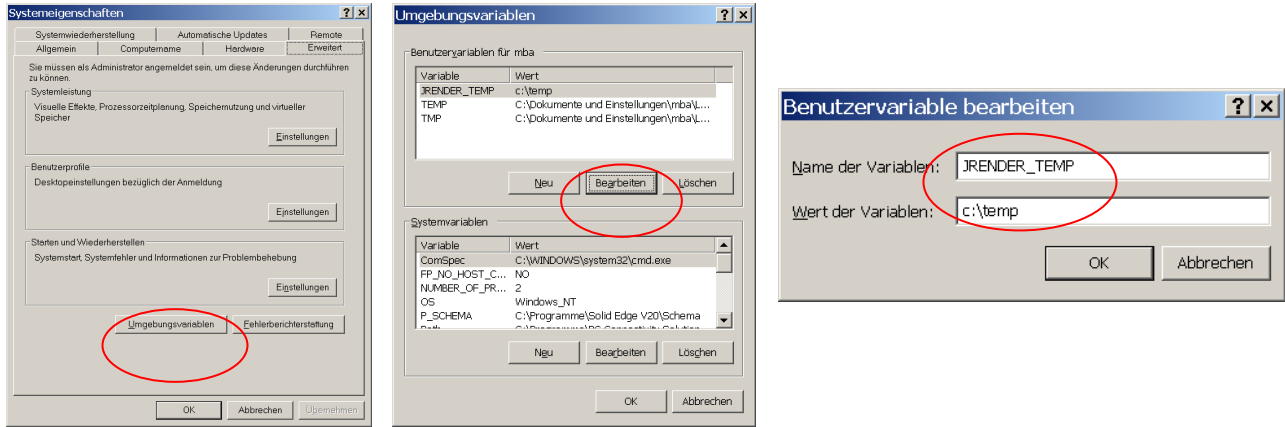 Systemeigenschaften
Systemwiederherstellung Automatische Updates Remote
Allgemein Computername Hardware Erweitert
Sie müssen als Administrator angemeldet sein, um diese Änderungen durchführen
zu können.
Systemleistung
Visuelle Effekte, Prozessorzeitplanung, Speichernutzung und virtueller
Speicher
Einstellungen
Benutzerprofile
Desktopeinstellungen bezüglich der Anmeldung
Einstellungen
Starten und Wiederherstellen
Systemstart, Systemfehler und Informationen zur Problembehebung
Einstellungen
Umgebungsvariablen Fehlerberichterstattung
OK Abbrechen Übernehmen
Umgebungsvariablen
Benutzervariablen für mba
Variable Wert
JRENDER_TEMP c:\temp
TEMP C:\Dokumente und Einstellungen\mba\L...
TMP C:\Dokumente und Einstellungen\mba\L...
Neu Bearbeiten Löschen
Systemvariablen
Variable Wert
ComSpec C:\WINDOWS\system32\cmd.exe
FP_NO_HOST_C... NO
NUMBER_OF_PR... 2
OS Windows_NT
P_SCHEMA C:\Programme\Solid Edge V20\Schema
Path C:\Programme\PC Connectivity Solution
Neu Bearbeiten Löschen
OK Abbrechen
Benutzervariable bearbeiten
Name der Variablen: JRENDER_TEMP
Wert der Variablen: c:\temp
OK Abbrechen